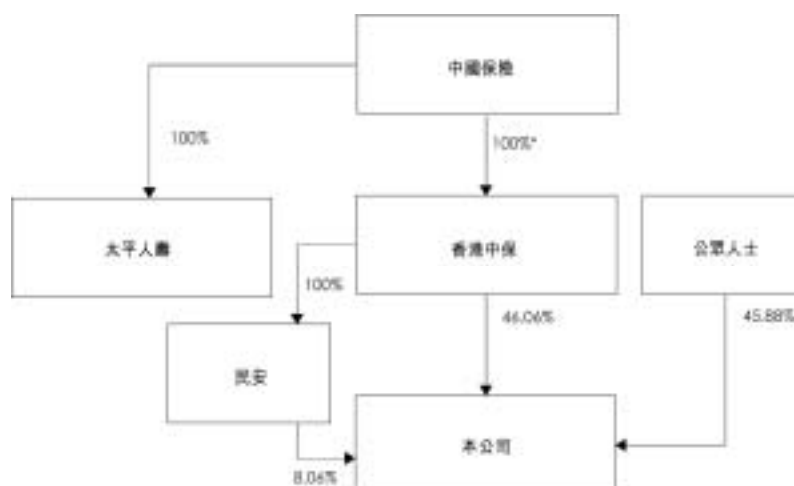 中國保險
100%
100%*
太平人壽
香港中保
公眾人士
100%
46.06%
45.88%
民安
本公司
8.06%